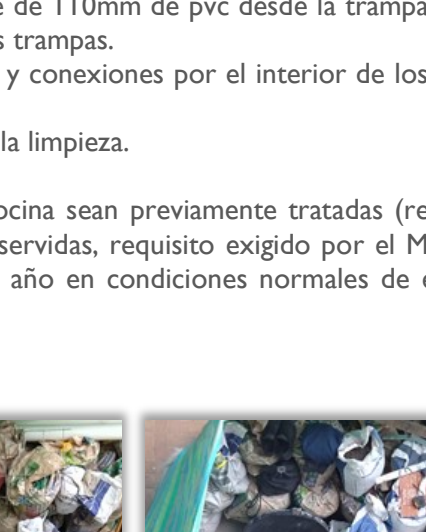 de 110mm de pvc desde la trampa
s trampas.
y conexiones por el interior de los
la limpieza.
ocina sean previamente tratadas (re
servidas, requisito exigido por el M
año en condiciones normales de